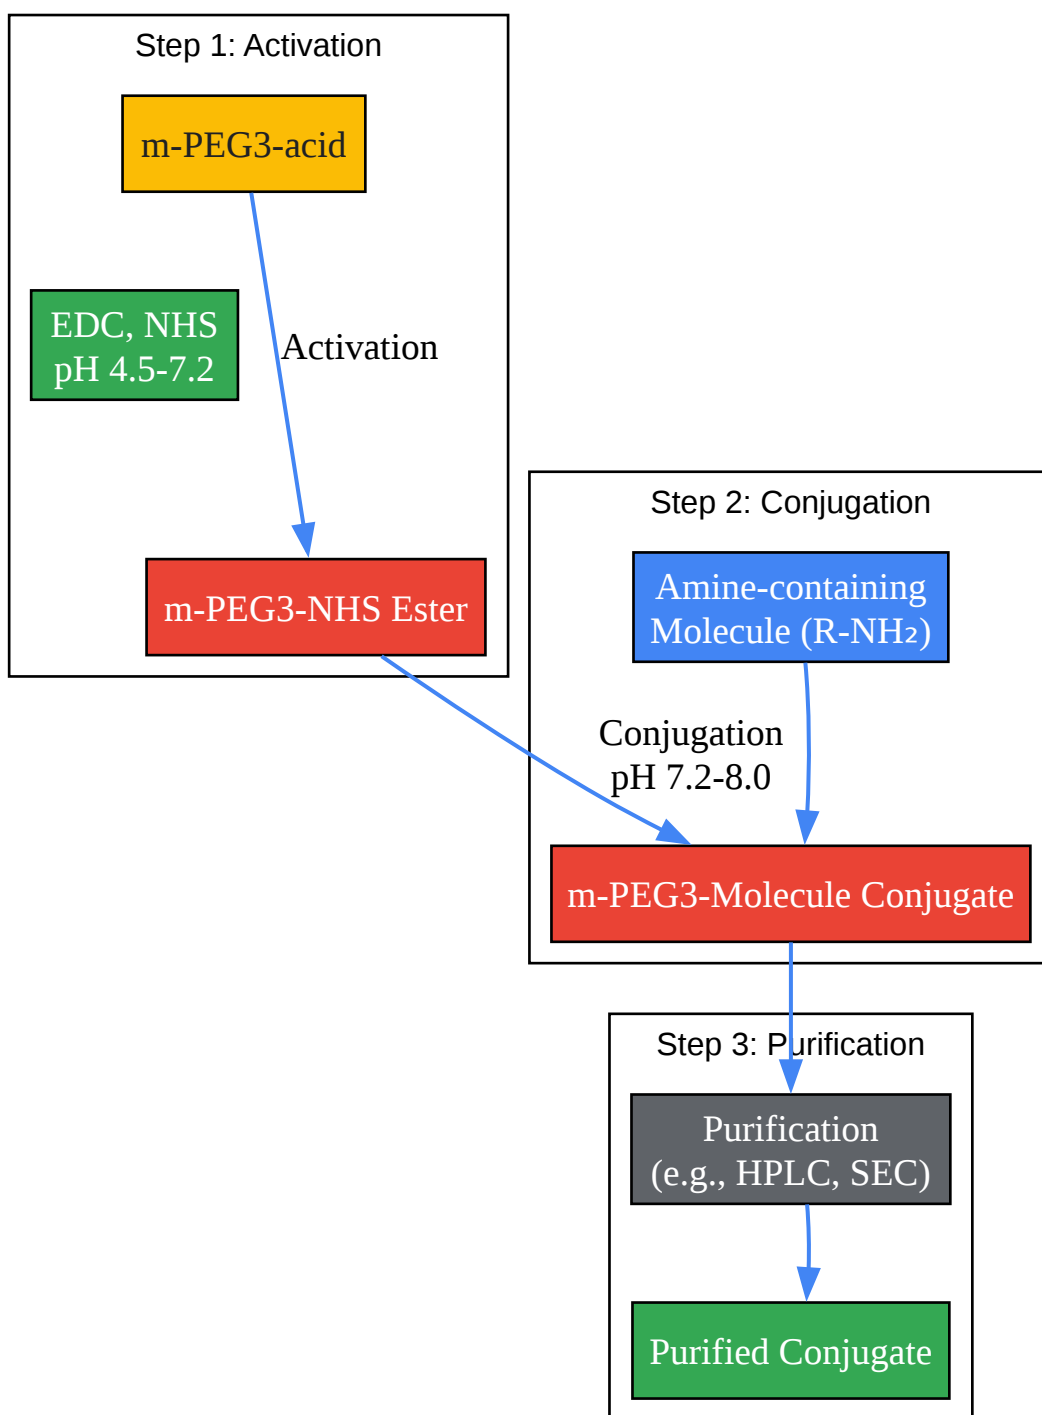 Step 1: Activation
m-PEG3-acid
EDC, NHS
pH 4.5-7.2
Activation
m-PEG3-NHS Ester
Step 2: Conjugation
Amine-containing
Molecule (R-NH₂)
Conjugation
pH 7.2-8.0
m-PEG3-Molecule Conjugate
Step 3: Purification
Purification
(e.g., HPLC, SEC)
Purified Conjugate